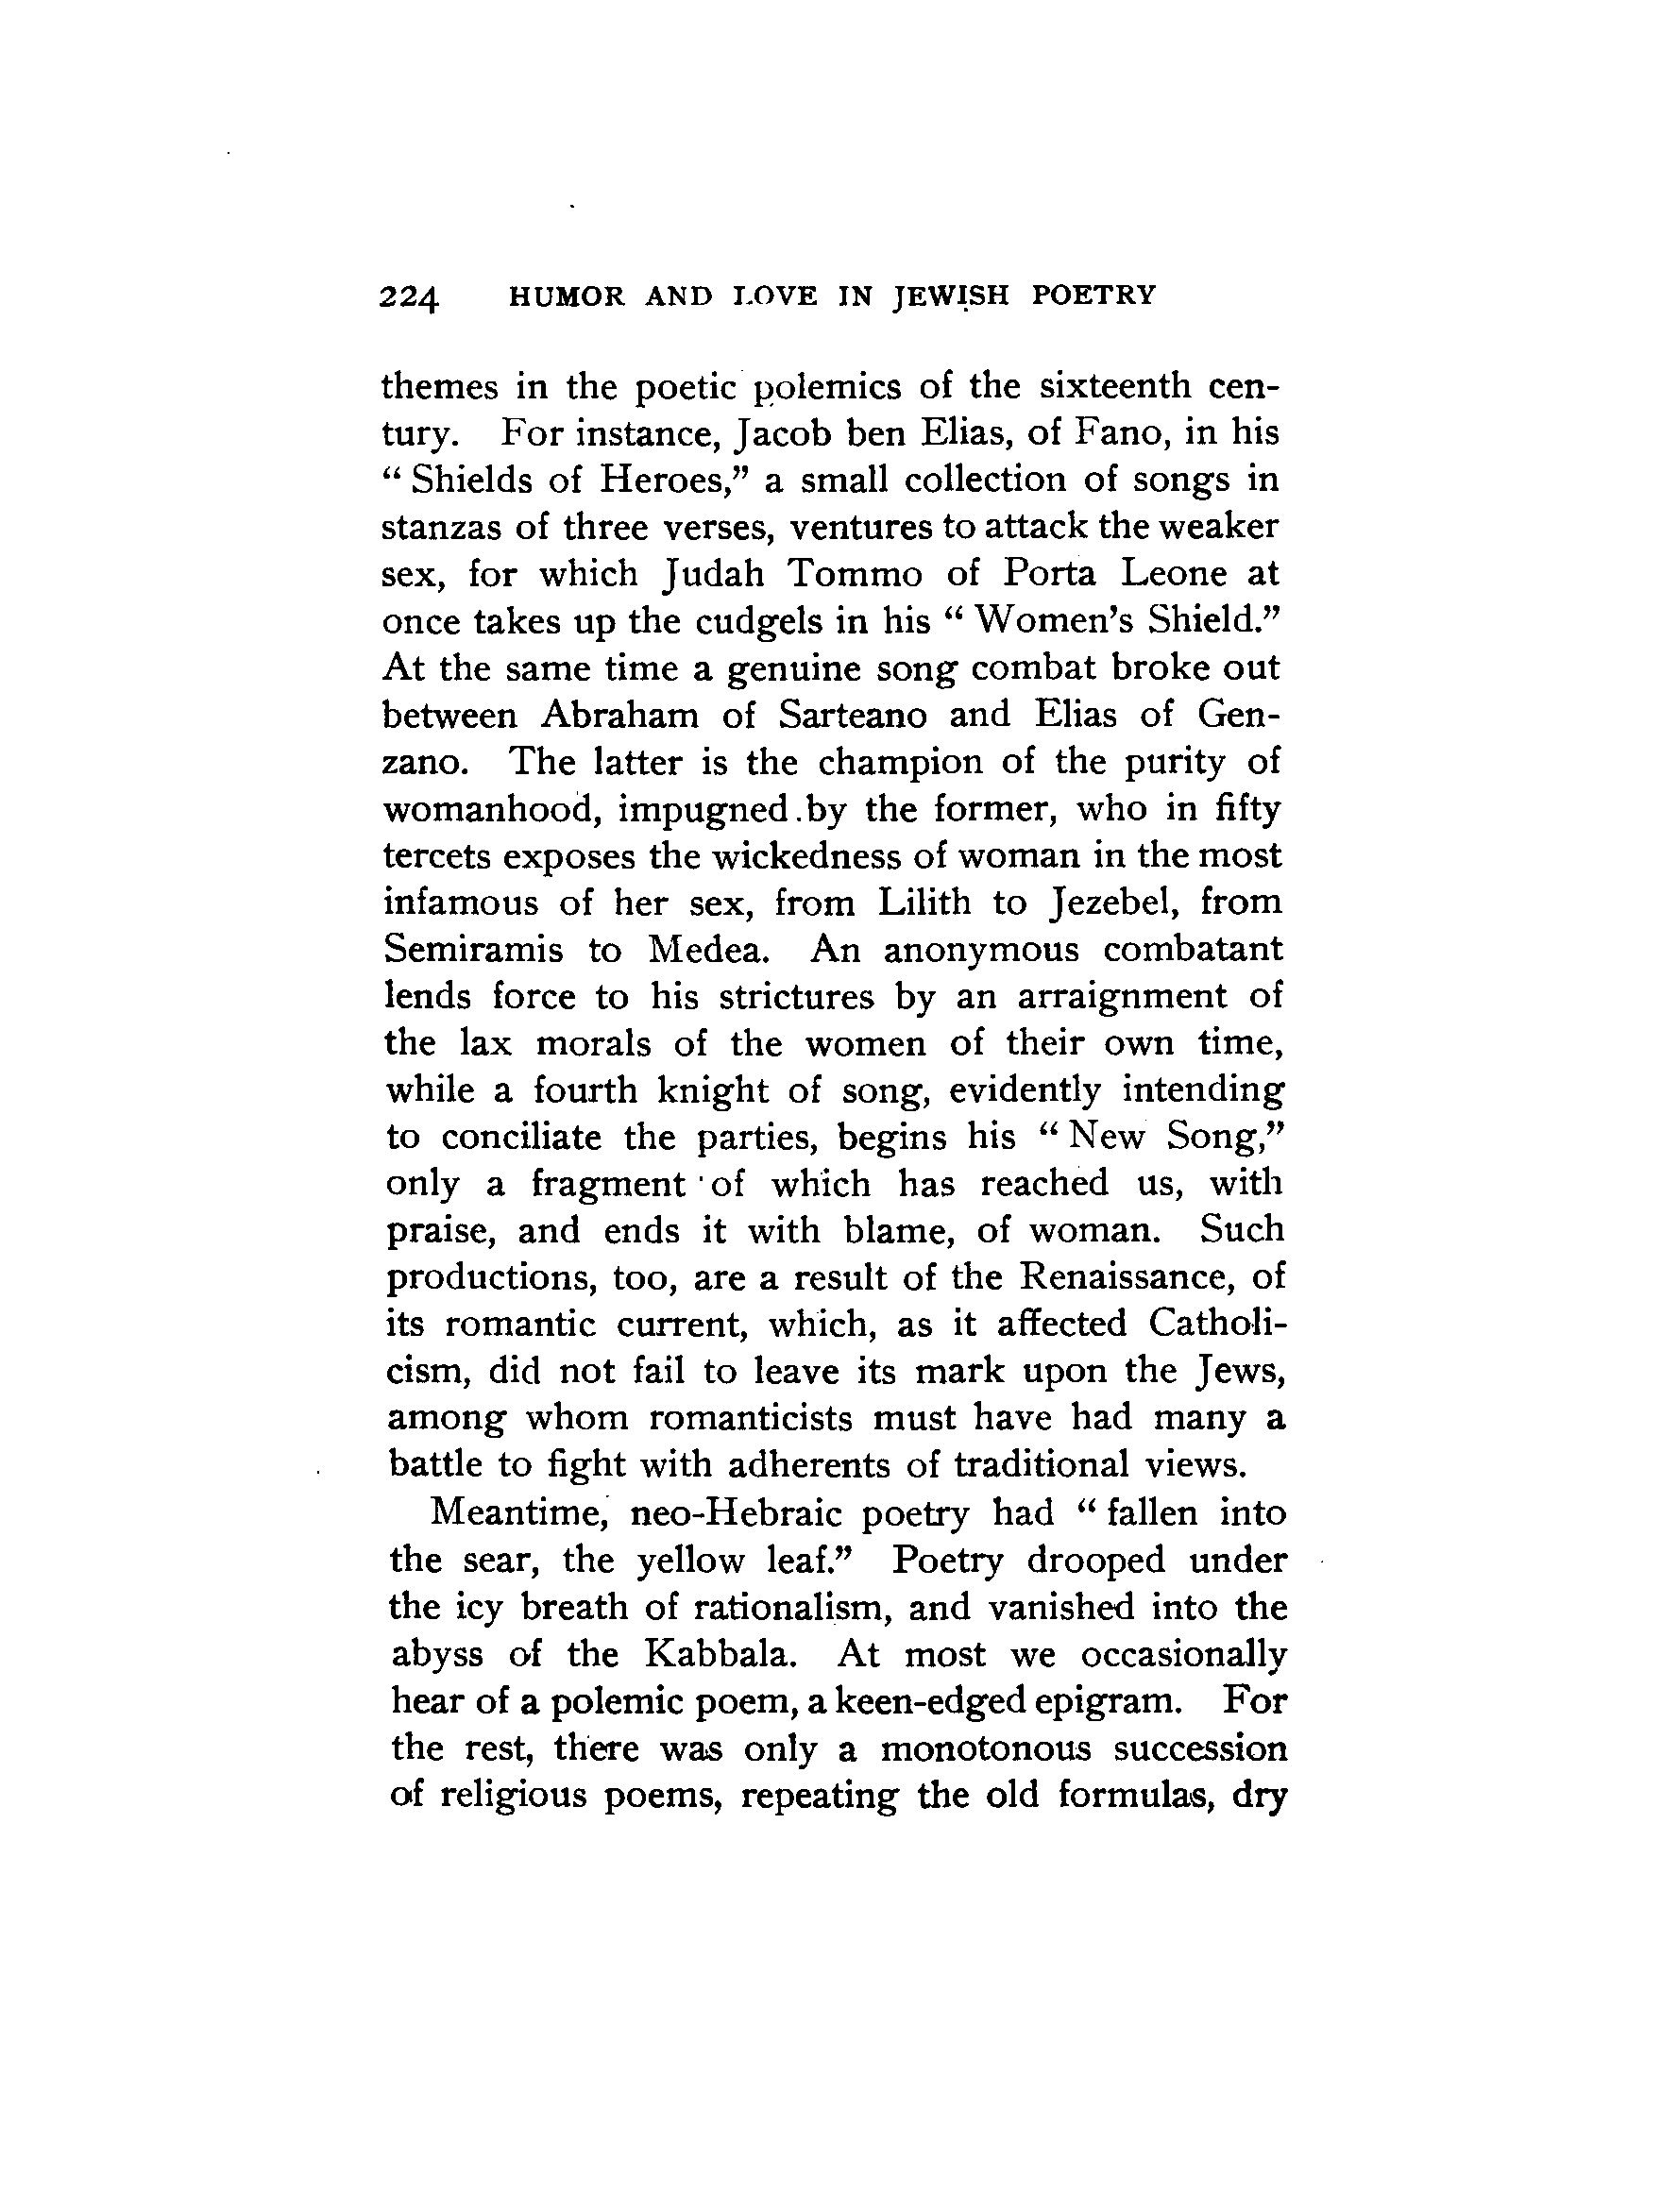 224 HUMOR AND LOVE IN JEWISH POETRY
themes in the poetic polemics of the sixteenth cen-
tury. For instance, Jacob ben Elias, of Fano, in his
“Shields of Heroes,” a small collection of songs in
stanzas of three verses, ventures to attack the weaker
sex, for which Judah Tommo of Porta Leone at
once takes up the cudgels in his “Women’s Shield.”
At the same time a genuine song combat broke out
between Abraham of Sarteano and Elias of Gen-
zano. The latter is the champion of the purity of
womanhood, impugned by the former, who in fifty
tercets exposes the wickedness of woman in the most
infamous of her sex, from Lilith to Jezebel, from
Semiramis to Medea. An anonymous combatant
lends force to his strictures by an arraignment of
the lax morals of the women of their own time,
while a fourth knight of song, evidently intending
to conciliate the parties, begins his “New Song,”
only a fragment of which has reached us, with
praise, and ends it with blame, of woman. Such
productions, too, are a result of the Renaissance, of
its romantic current, which, as it affected Catholi-
cism, did not fail to leave its mark upon the Jews,
among whom romanticists must have had many a
battle to fight with adherents of traditional views.
Meantime, neo-Hebraic poetry had “fallen into
the sear, the yellow leaf.” Poetry drooped under
the icy breath of rationalism, and vanished into the
abyss of the Kabbala. At most we occasionally
hear of a polemic poem, a keen-edged epigram. For
the rest, there was only a monotonous succession
of religious poems, repeating the old formulas, dry